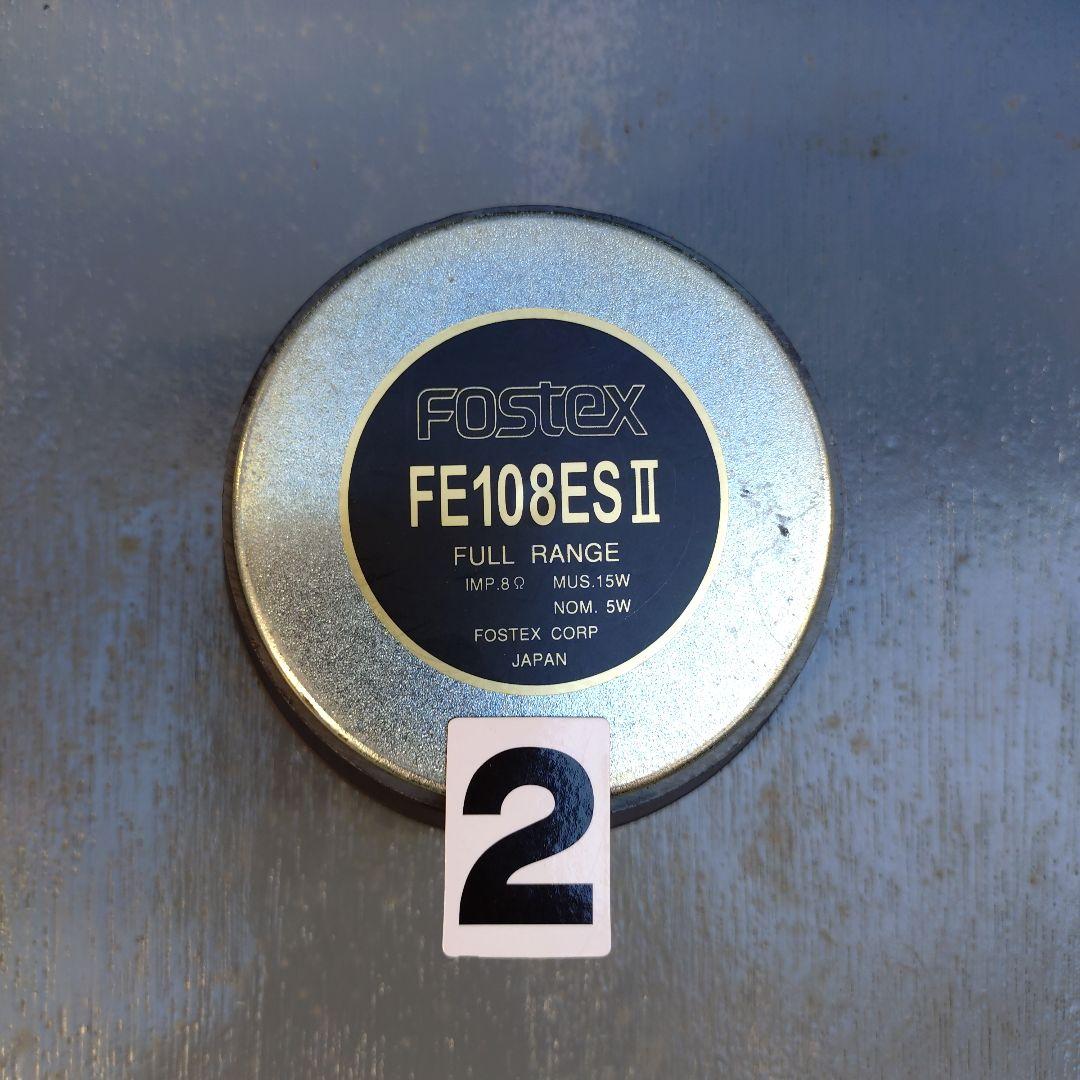 FOSTEX
FE108ESⅡ
FULL RANGE
IMP.8Ω MUS.15W
NOM. 5W
FOSTEX CORP
JAPAN
2